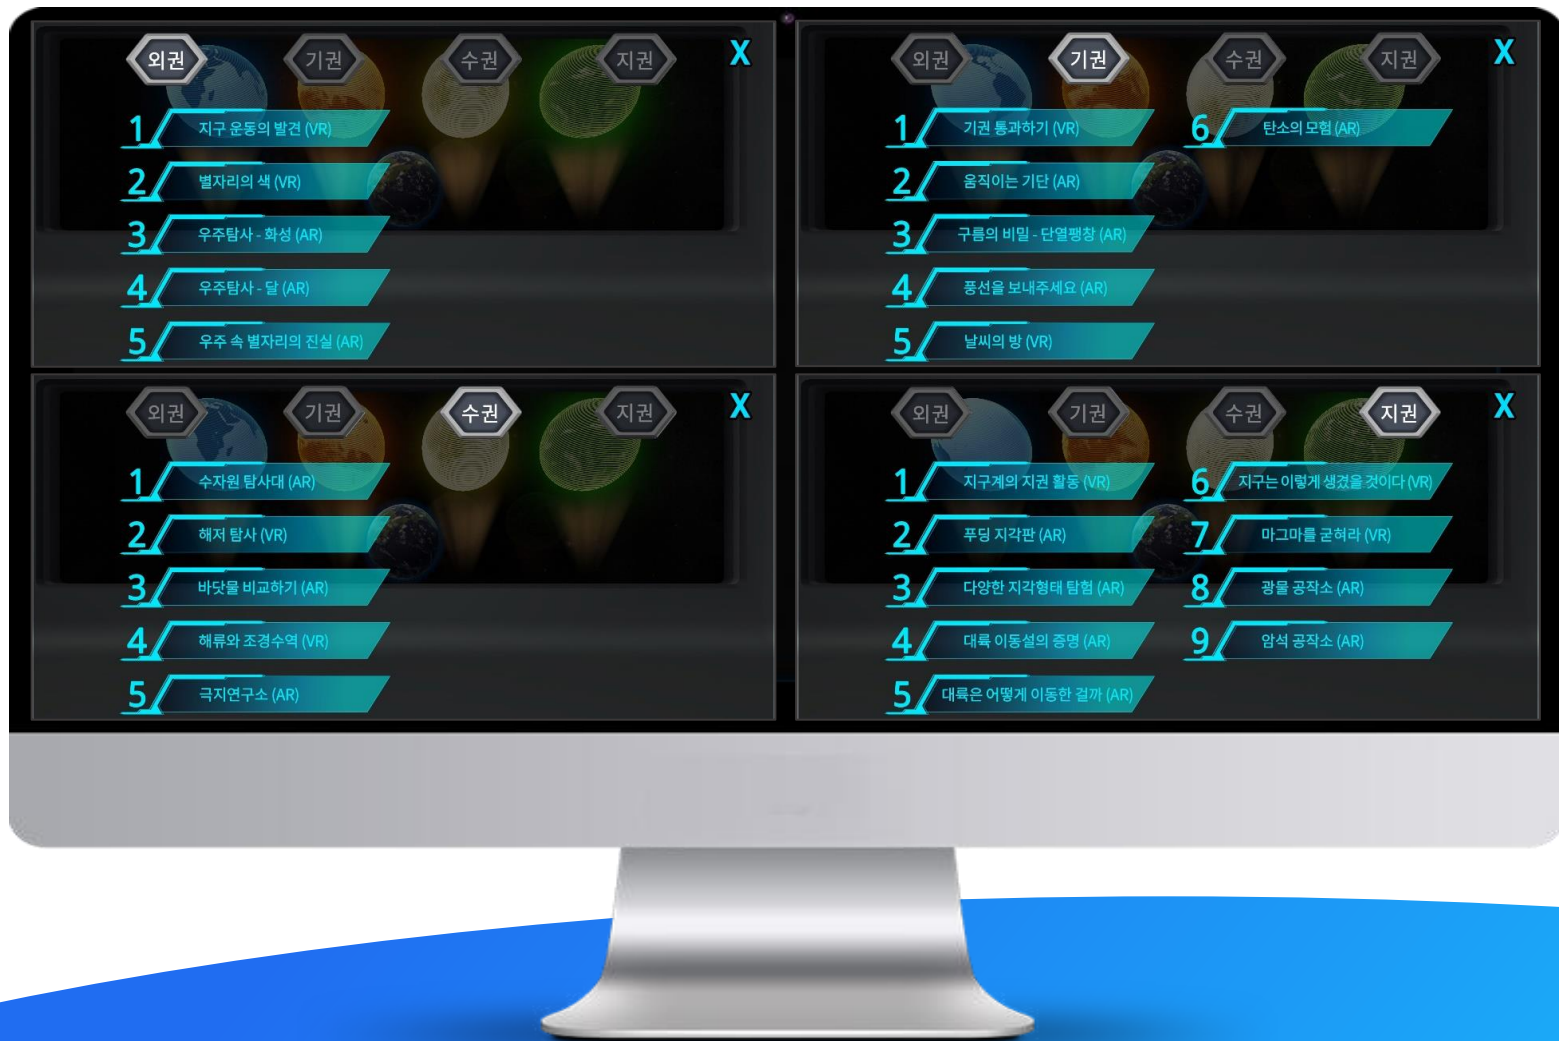 외권 기권 수권 지권 X
1 지구 운동의 발견 (VR)
2 별자리의 색 (VR)
3 우주탐사 - 화성 (AR)
4 우주탐사 - 달 (AR)
5 우주 속 별자리의 진실 (AR)
외권 기권 수권 지권 X
1 기권 통과하기 (VR)
2 움직이는 기단 (AR)
3 구름의 비밀 - 단열팽창 (AR)
4 풍선을 보내주세요 (AR)
5 날씨의 방 (VR)
6 탄소의 모험 (AR)
외권 기권 수권 지권 X
1 수자원 탐사대 (AR)
2 해저 탐사 (VR)
3 바닷물 비교하기 (AR)
4 해류와 조경수역 (VR)
5 극지연구소 (AR)
외권 기권 수권 지권 X
1 지구계의 지권 활동 (VR)
2 푸딩 지각판 (AR)
3 다양한 지각형태 탐험 (AR)
4 대륙 이동설의 증명 (AR)
5 대륙은 어떻게 이동한 걸까 (AR)
6 지구는 이렇게 생겼을 것이다 (VR)
7 마그마를 굳혀라 (VR)
8 광물 공작소 (AR)
9 암석 공작소 (AR)